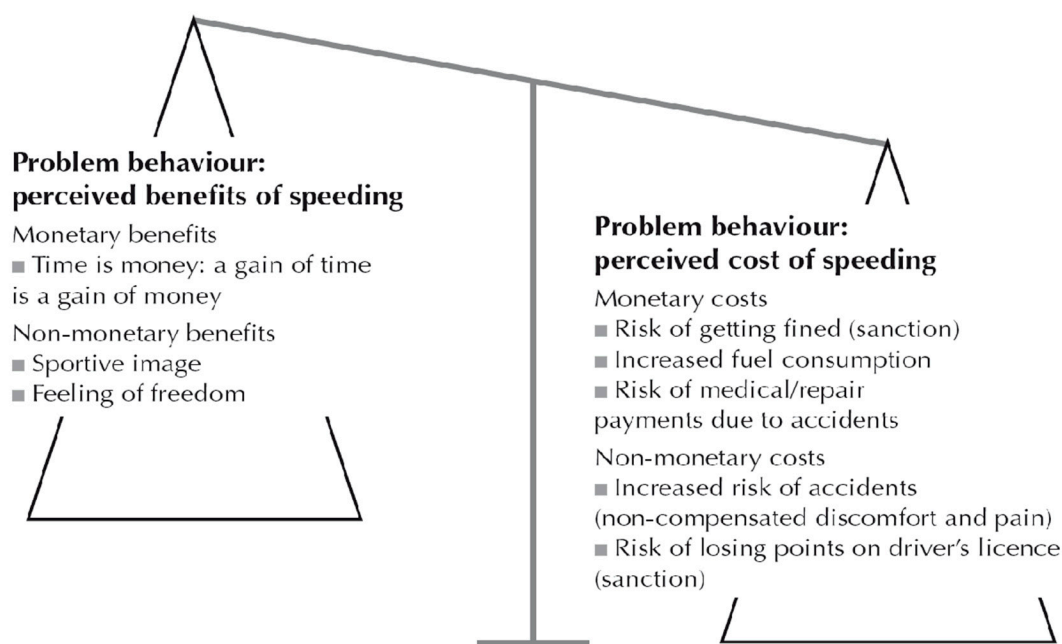 Problem behaviour:
perceived benefits of speeding
Monetary benefits
■ Time is money: a gain of time
is a gain of money
Non-monetary benefits
■ Sportive image
■ Feeling of freedom
Problem behaviour:
perceived cost of speeding
Monetary costs
■ Risk of getting fined (sanction)
■ Increased fuel consumption
■ Risk of medical/repair
payments due to accidents
Non-monetary costs
■ Increased risk of accidents
(non-compensated discomfort and pain)
■ Risk of losing points on driver's licence
(sanction)